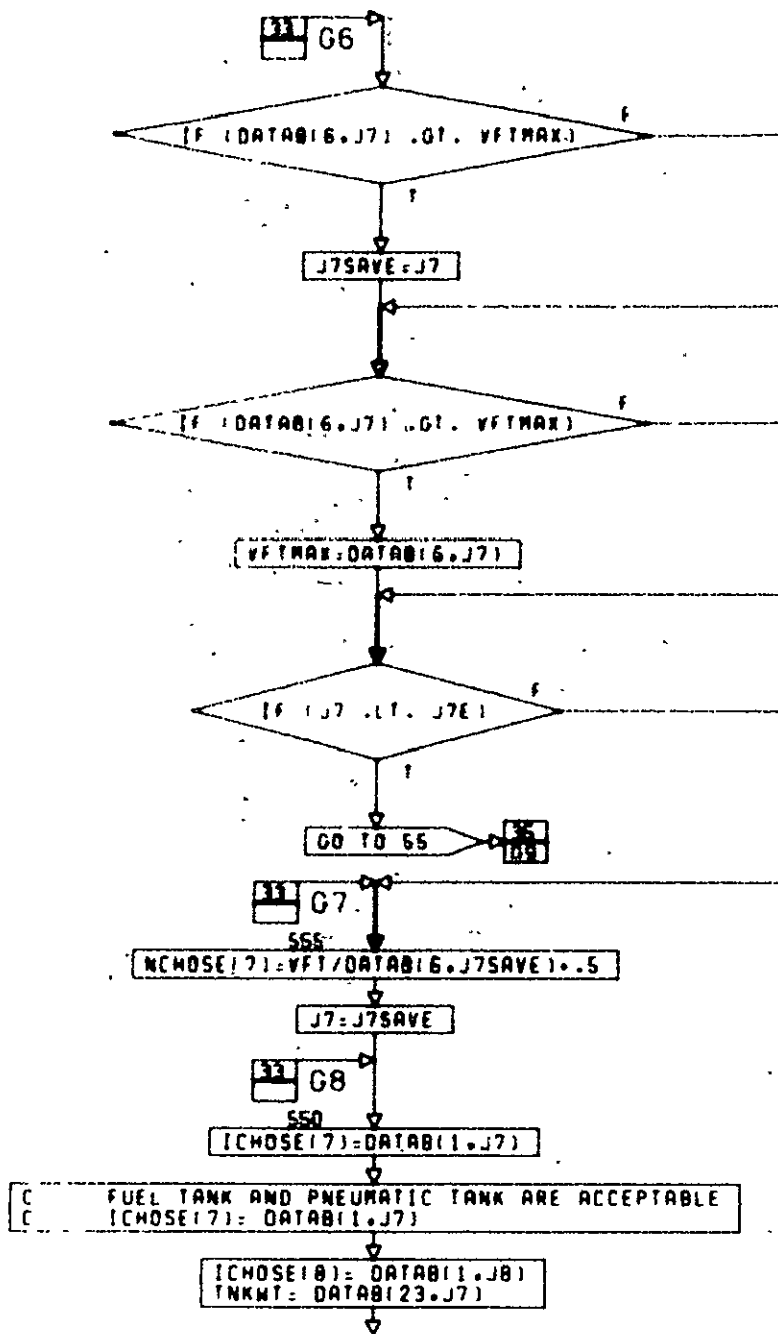 33 G6
IF (DATAB(6,J7) .GT. VFTMAX)
F
T
J7SAVE=J7
IF (DATAB(6,J7) .GT. VFTMAX)
F
T
VFTMAX=DATAB(6,J7)
IF (J7 .LT. J7E)
F
T
GO TO 55
35
09
33 G7
555
NCHOSE(7)=VFT/DATAB(6,J7SAVE)+.5
J7=J7SAVE
33 G8
550
ICHOSE(7)=DATAB(1,J7)
C FUEL TANK AND PNEUMATIC TANK ARE ACCEPTABLE
C ICHOSE(7)= DATAB(1,J7)
ICHOSE(8)= DATAB(1,J8)
TNKWT= DATAB(23,J7)